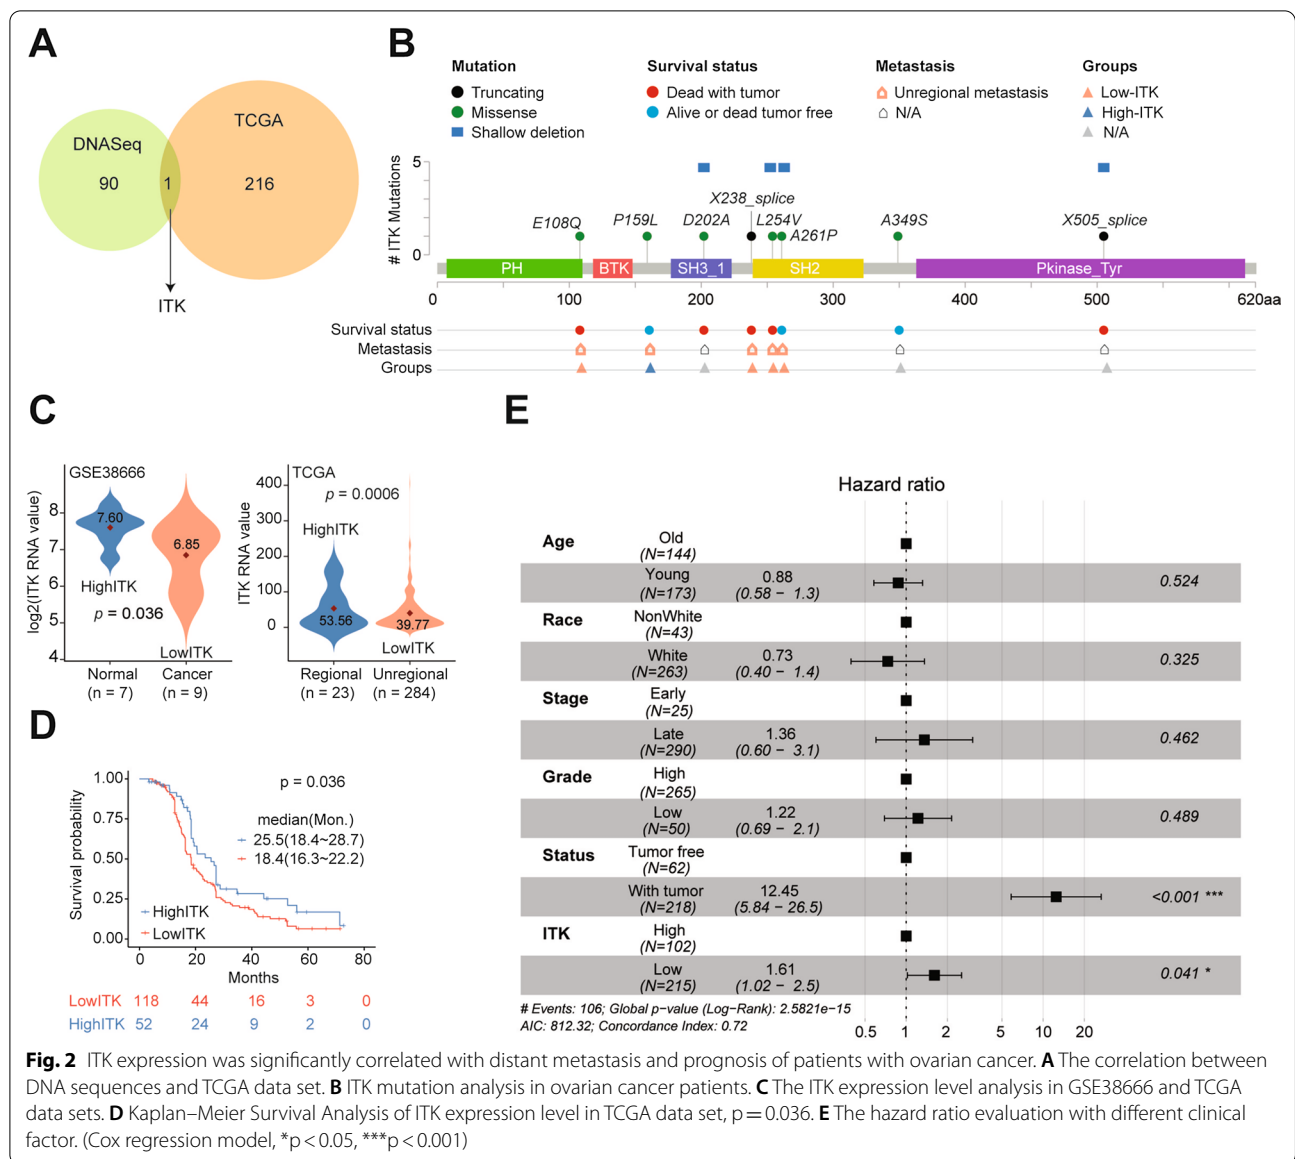 A
DNASeq
TCGA
90
1
216
ITK
B
Mutation
Truncating
Missense
Shallow deletion
Survival status
Dead with tumor
Alive or dead tumor free
Metastasis
Unregional metastasis
N/A
Groups
Low-ITK
High-ITK
N/A
# ITK Mutations
5
0
E108Q
P159L
D202A
X238_splice
L254V
A261P
A349S
X505_splice
PH
BTK
SH3_1
SH2
Pkinase_Tyr
0 100 200 300 400 500 620aa
Survival status
Metastasis
Groups
C
log2(ITK RNA value)
GSE38666
8
7
6
5
4
7.60
6.85
HighITK
p = 0.036
LowITK
Normal
(n = 7)
Cancer
(n = 9)
ITK RNA value
TCGA
400
300
200
100
0
p = 0.0006
HighITK
53.56
39.77
LowITK
Regional
(n = 23)
Unregional
(n = 284)
D
Survival probability
1.00
0.75
0.50
0.25
0.00
p = 0.036
median(Mon.)
25.5(18.4~28.7)
18.4(16.3~22.2)
HighITK
LowITK
0 20 40 60 80
Months
LowITK 118 44 16 3 0
HighITK 52 24 9 2 0
E
Hazard ratio
Age Old
(N=144)
Young 0.88 0.524
(N=173) (0.58 − 1.3)
Race NonWhite
(N=43)
White 0.73 0.325
(N=263) (0.40 − 1.4)
Stage Early
(N=25)
Late 1.36 0.462
(N=290) (0.60 − 3.1)
Grade High
(N=265)
Low 1.22 0.489
(N=50) (0.69 − 2.1)
Status Tumor free
(N=62)
With tumor 12.45 <0.001 ***
(N=218) (5.84 − 26.5)
ITK High
(N=102)
Low 1.61 0.041 *
(N=215) (1.02 − 2.5)
# Events: 106; Global p−value (Log−Rank): 2.5821e−15
AIC: 812.32; Concordance Index: 0.72
0.5 1 2 5 10 20
Fig. 2 ITK expression was significantly correlated with distant metastasis and prognosis of patients with ovarian cancer. A The correlation between
DNA sequences and TCGA data set. B ITK mutation analysis in ovarian cancer patients. C The ITK expression level analysis in GSE38666 and TCGA
data sets. D Kaplan–Meier Survival Analysis of ITK expression level in TCGA data set, p = 0.036. E The hazard ratio evaluation with different clinical
factor. (Cox regression model, *p < 0.05, ***p < 0.001)